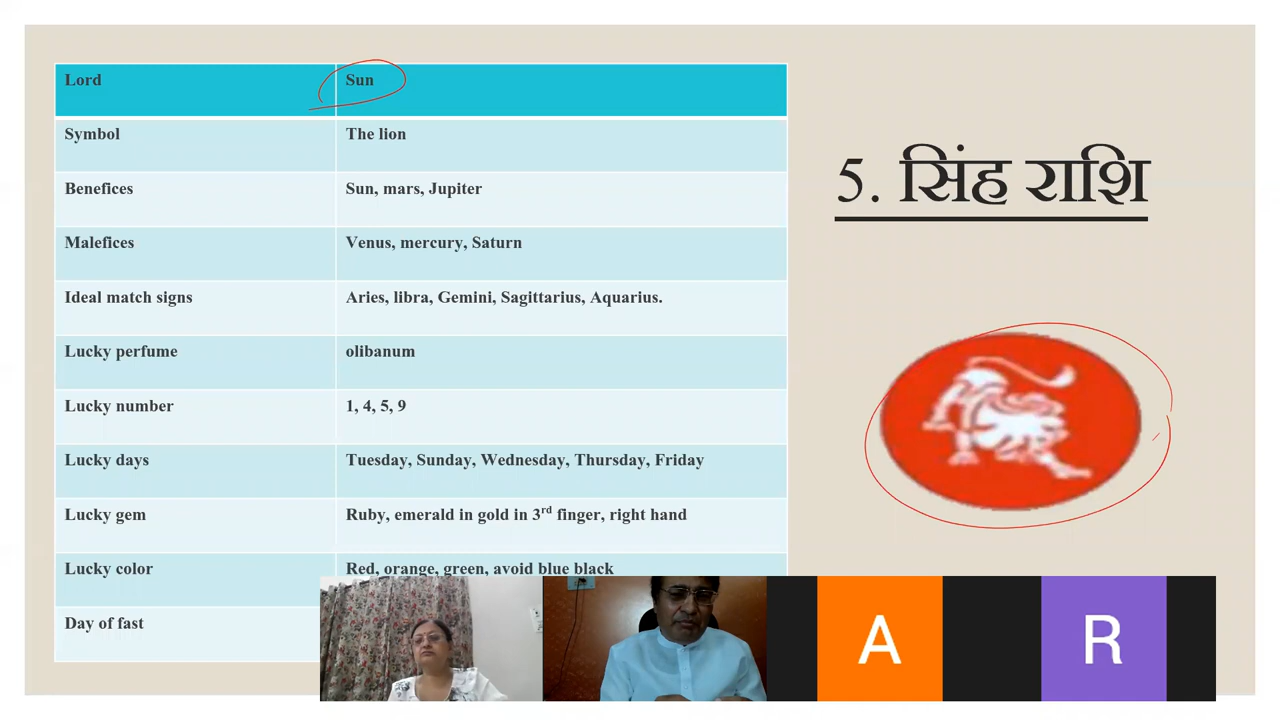 Lord Sun
Symbol The lion
Benefices Sun, mars, Jupiter
Malefices Venus, mercury, Saturn
Ideal match signs Aries, libra, Gemini, Sagittarius, Aquarius.
Lucky perfume olibanum
Lucky number 1, 4, 5, 9
Lucky days Tuesday, Sunday, Wednesday, Thursday, Friday
Lucky gem Ruby, emerald in gold in 3rd finger, right hand
Lucky color Red, orange, green, avoid blue black
Day of fast
5. सिंह राशि
A
R